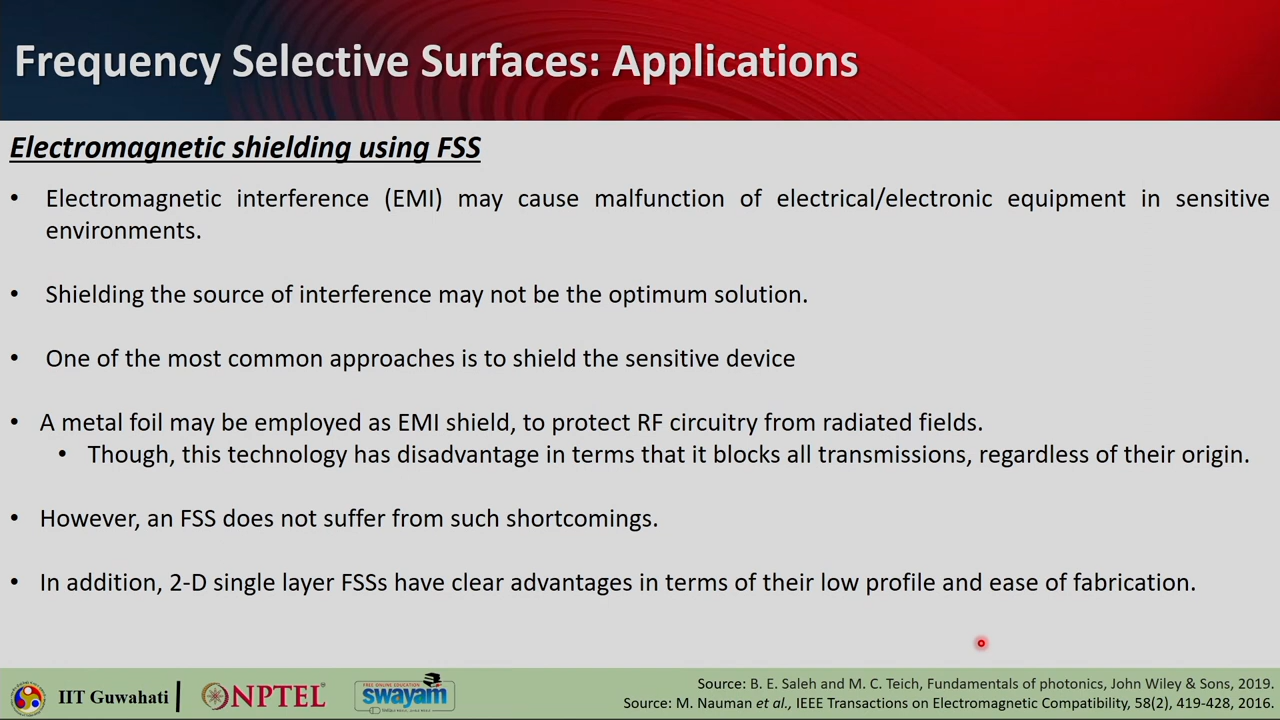 Frequency Selective Surfaces: Applications
Electromagnetic shielding using FSS
• Electromagnetic interference (EMI) may cause malfunction of electrical/electronic equipment in sensitive
environments.
• Shielding the source of interference may not be the optimum solution.
• One of the most common approaches is to shield the sensitive device
• A metal foil may be employed as EMI shield, to protect RF circuitry from radiated fields.
• Though, this technology has disadvantage in terms that it blocks all transmissions, regardless of their origin.
• However, an FSS does not suffer from such shortcomings.
• In addition, 2-D single layer FSSs have clear advantages in terms of their low profile and ease of fabrication.
IIT Guwahati
NPTEL
FREE ONLINE EDUCATION
swayam
Source: B. E. Saleh and M. C. Teich, Fundamentals of photonics, John Wiley & Sons, 2019.
Source: M. Nauman et al., IEEE Transactions on Electromagnetic Compatibility, 58(2), 419-428, 2016.